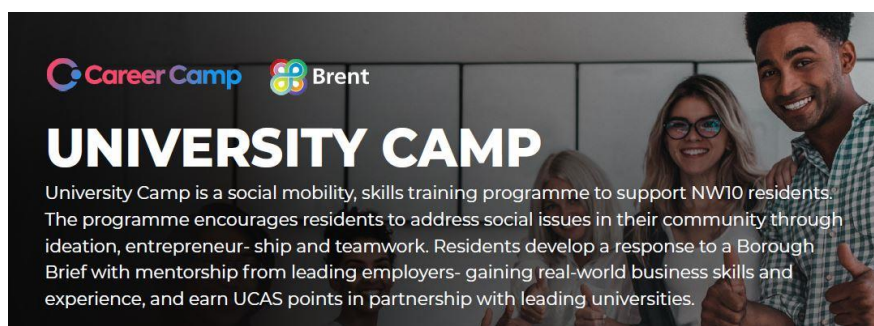 Career Camp
Brent
UNIVERSITY CAMP
University Camp is a social mobility, skills training programme to support NW10 residents.
The programme encourages residents to address social issues in their community through
ideation, entrepreneur- ship and teamwork. Residents develop a response to a Borough
Brief with mentorship from leading employers- gaining real-world business skills and
experience, and earn UCAS points in partnership with leading universities.